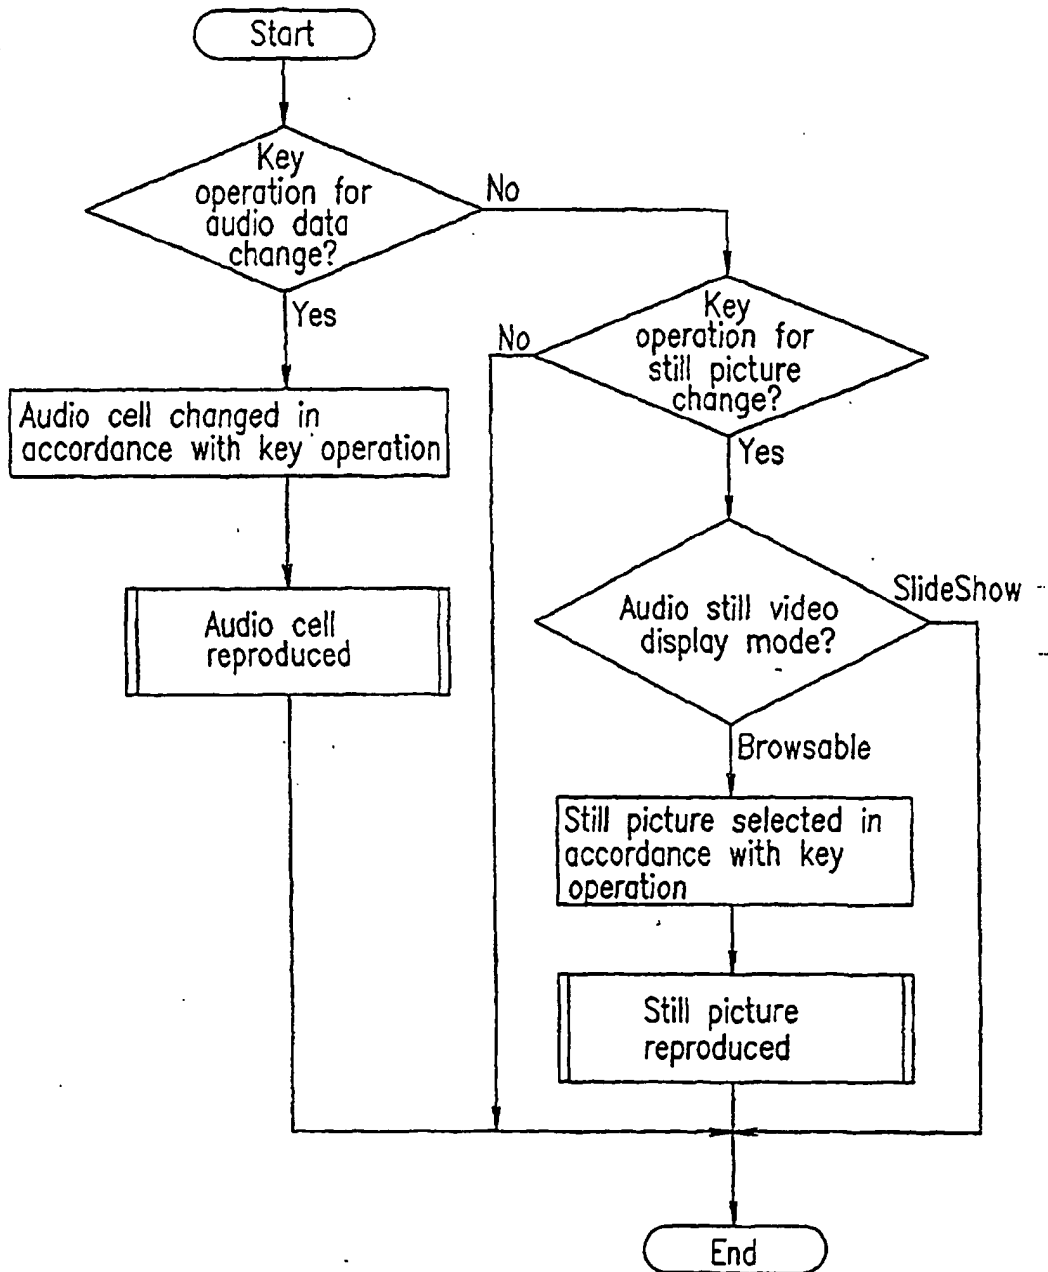 Start
Key
operation for
audio data
change?
No
Yes
Key
operation for
still picture
change?
No
Yes
Audio cell changed in
accordance with key operation
Audio cell
reproduced
Audio still video
display mode?
SlideShow
Browsable
Still picture selected in
accordance with key
operation
Still picture
reproduced
End